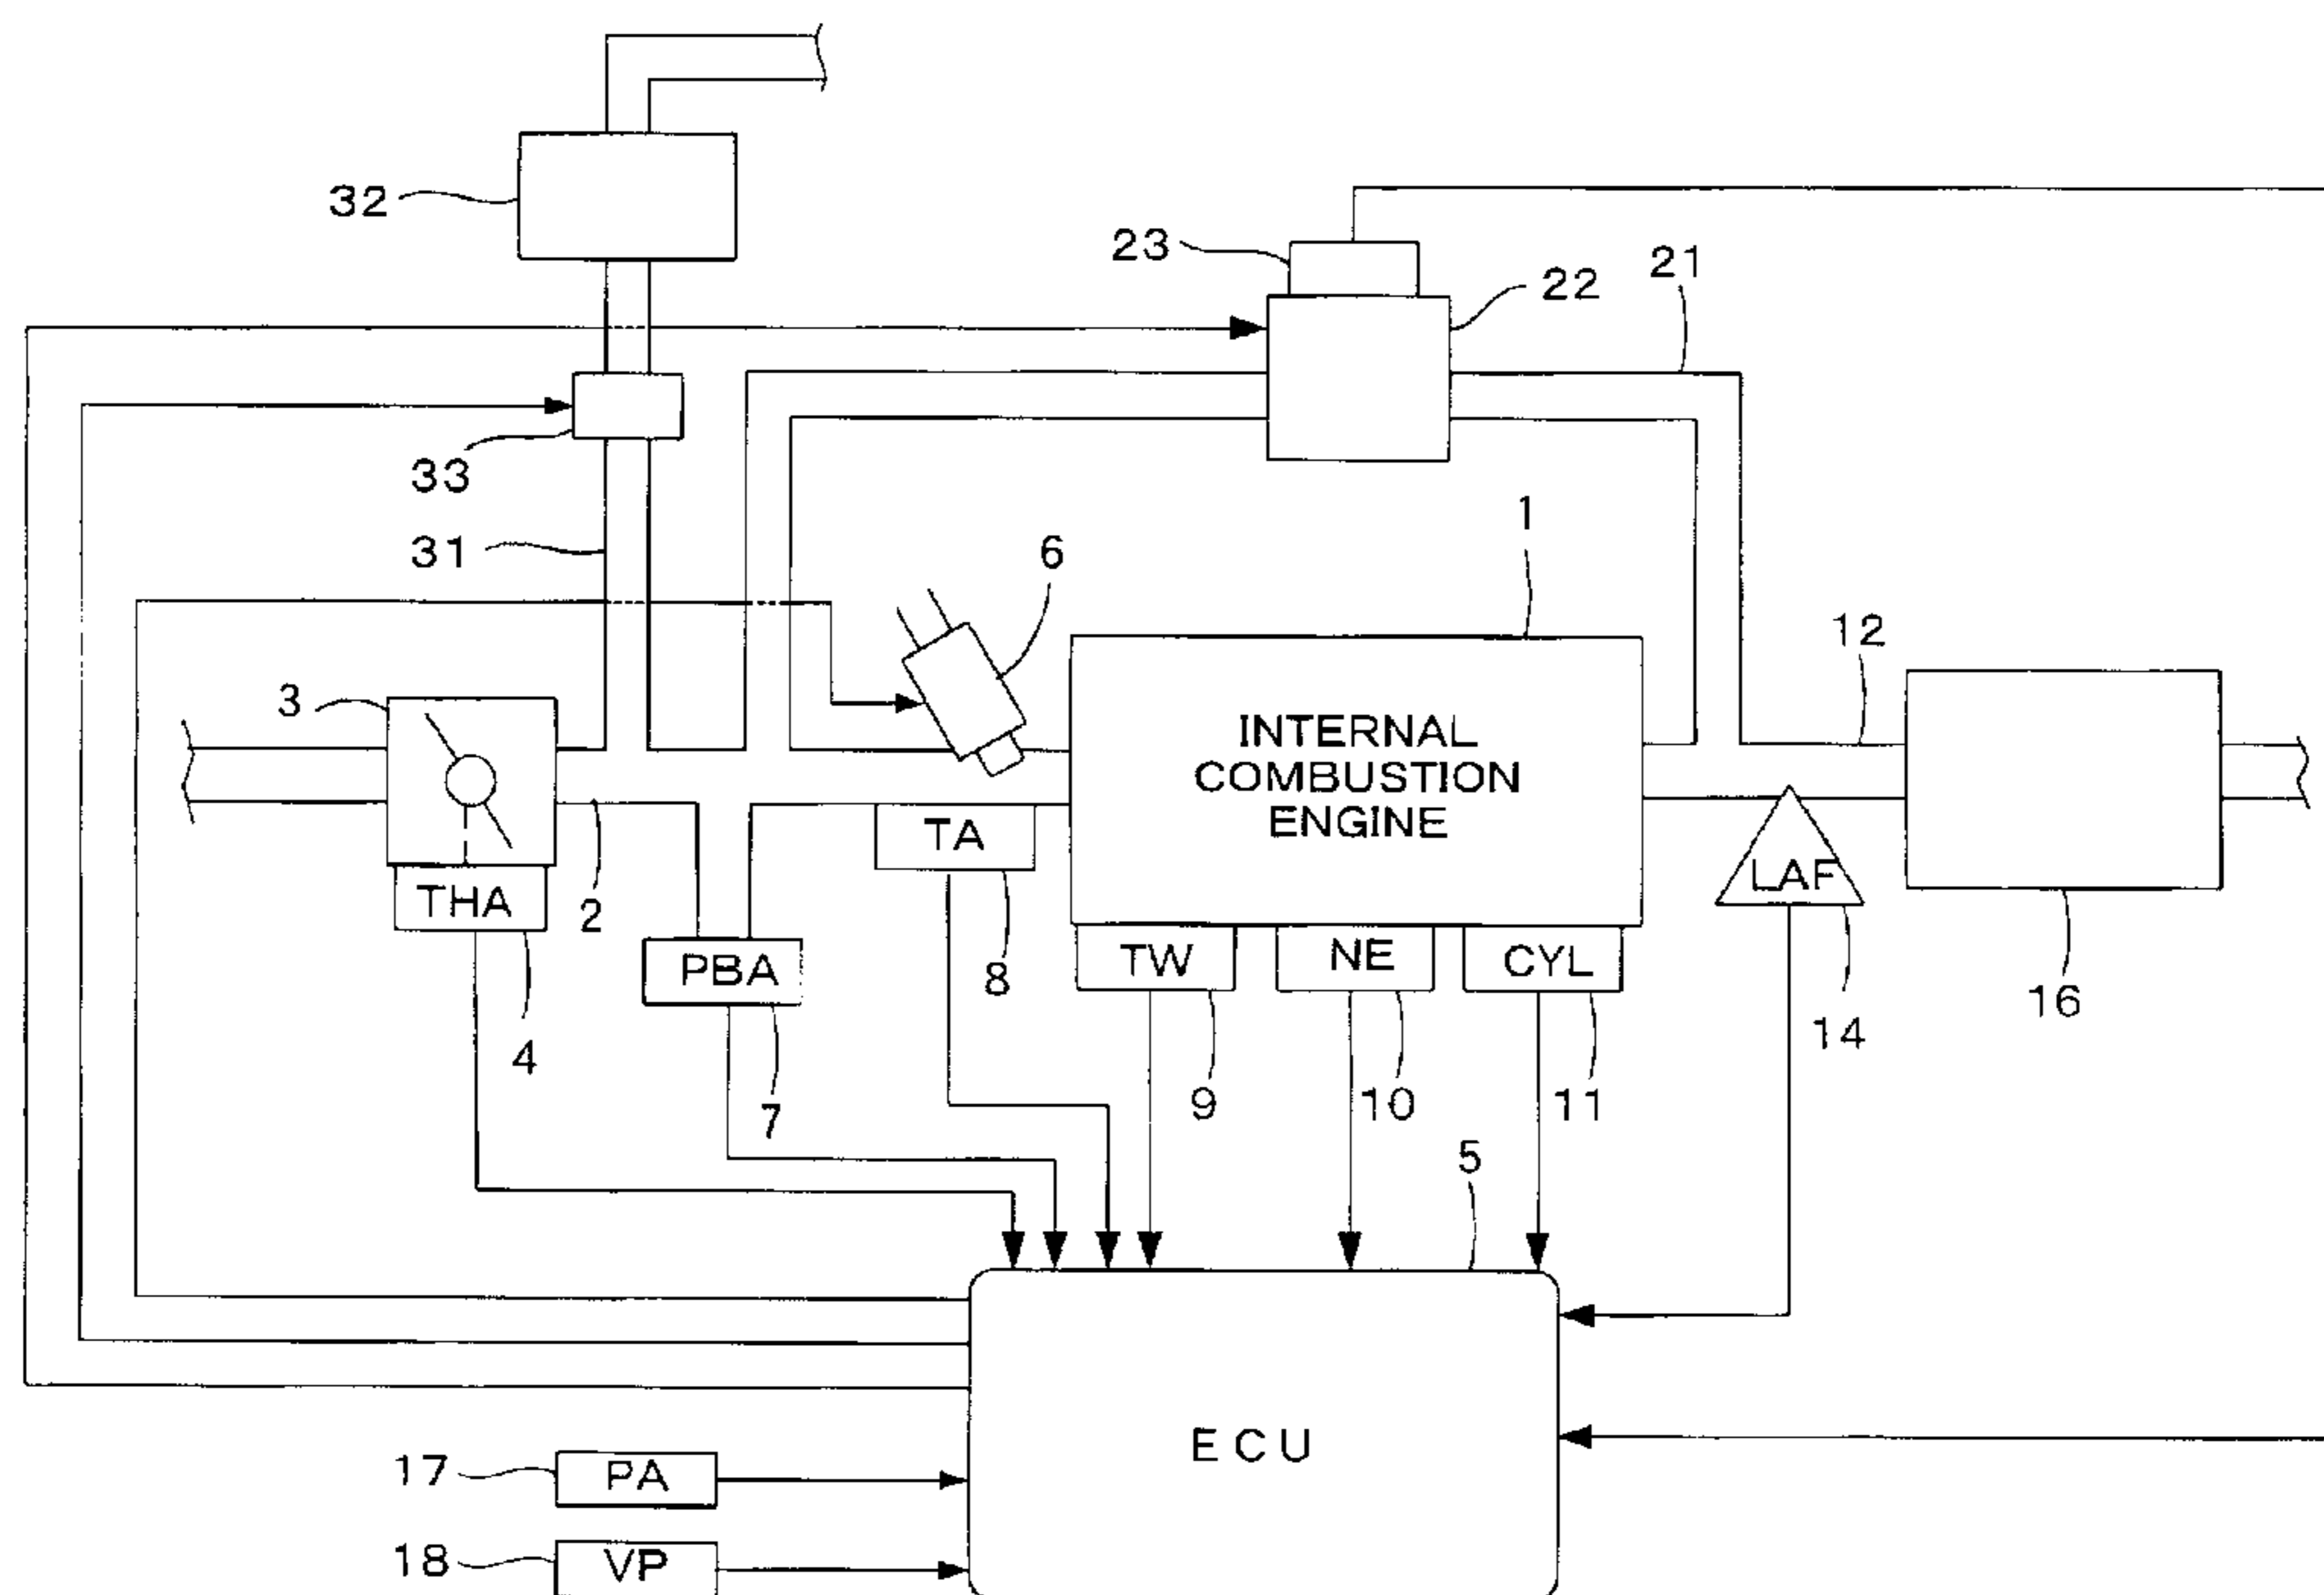 32
23
22
21
33
31
6
1
12
3
INTERNAL
COMBUSTION
ENGINE
TA
LAF
THA
2
PBA
8
TW
NE
CYL
16
4
14
7
9
10
11
5
ECU
17
PA
18
VP